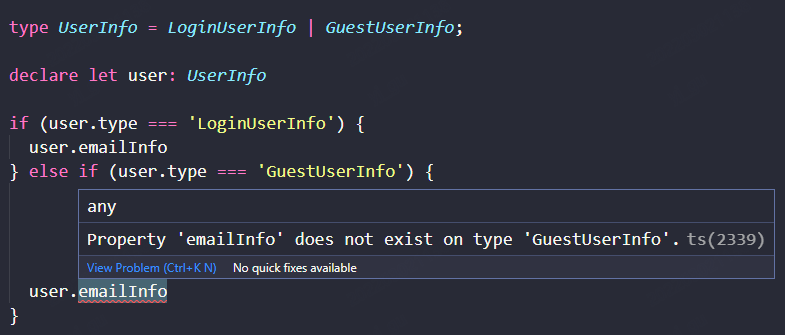 type UserInfo = LoginUserInfo | GuestUserInfo;
declare let user: UserInfo
if (user.type === 'LoginUserInfo') {
user.emailInfo
} else if (user.type === 'GuestUserInfo') {
any
Property 'emailInfo' does not exist on type 'GuestUserInfo'. ts(2339)
View Problem (Ctrl+K N) No quick fixes available
user.emailInfo
}